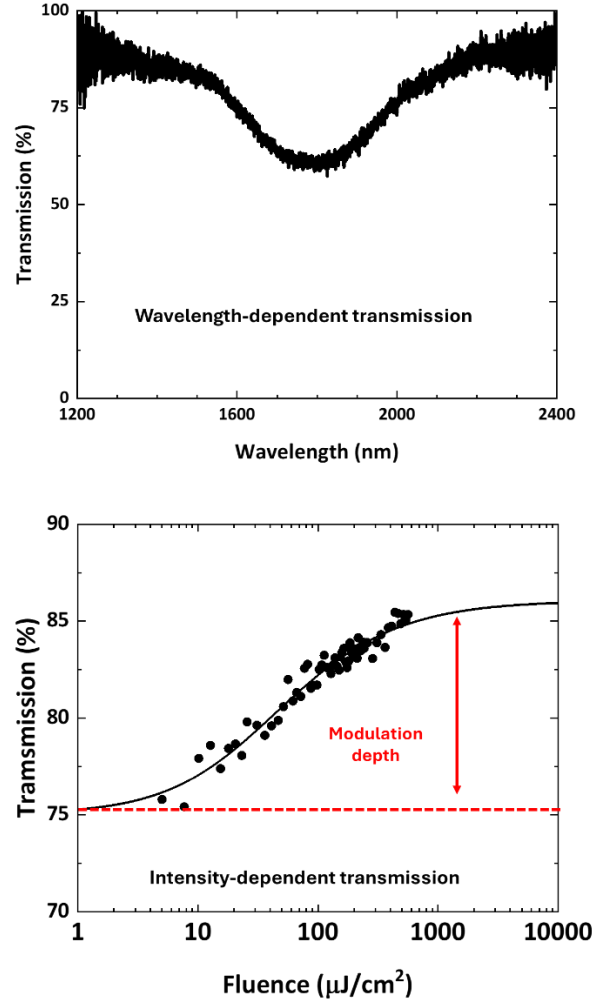 100
75
50
25
0
Transmission (%)
Wavelength-dependent transmission
1200 1600 2000 2400
Wavelength (nm)
90
85
80
75
70
Tramsmission (%)
Modulation
depth
Intensity-dependent transmission
1 10 100 1000 10000
Fluence (μJ/cm²)